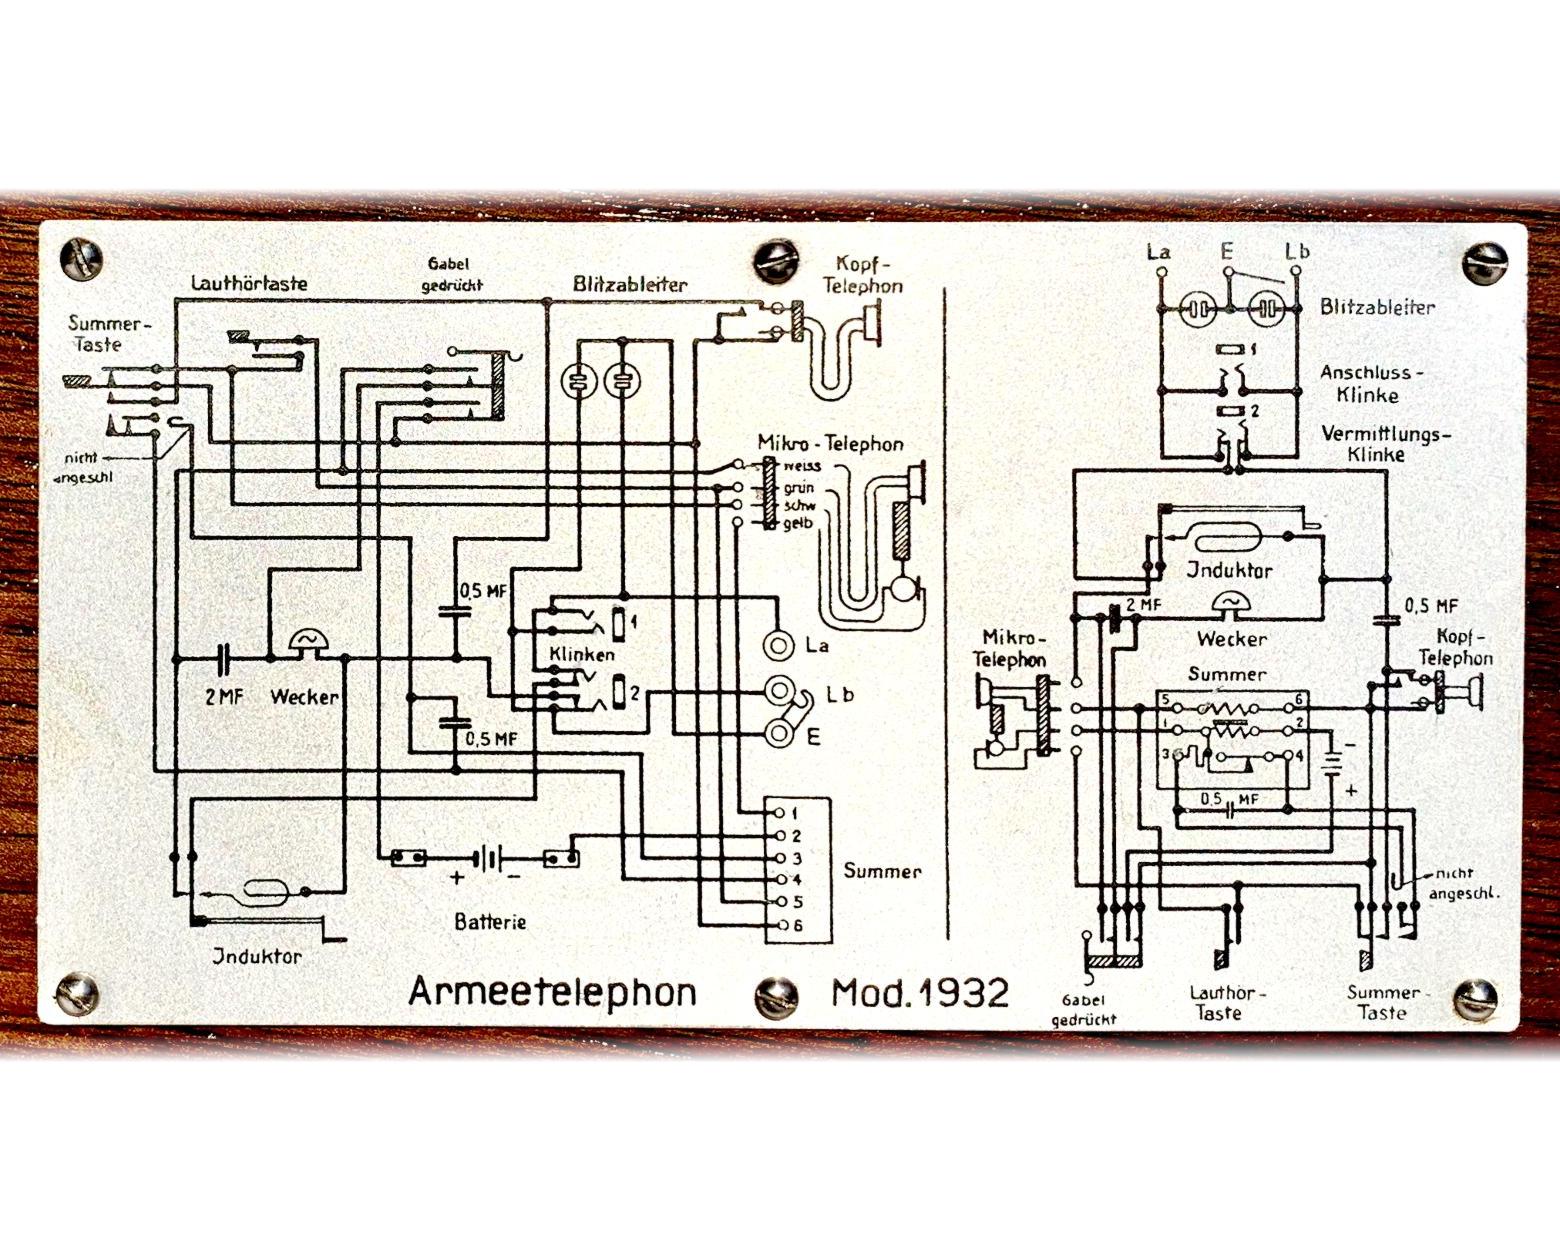 Lauthörtaste
Gabel
gedrückt
Blitzableiter
Kopf-
Telephon
Summer-
Taste
nicht
angeschl
Mikro-Telephon
weiss
grün
schw
gelb
0,5 MF
1
Klinken
2
La
Lb
E
2 MF
Wecker
0,5 MF
1
2
3
4
5
6
Summer
+
-
Batterie
Induktor
Armeetelephon Mod. 1932
La E Lb
Blitzableiter
1
Anschluss-
Klinke
2
Vermittlungs-
Klinke
Induktor
2 MF
Wecker
0,5 MF
Mikro-
Telephon
Kopf-
Telephon
Summer
5 6
1 2
3 4
-
+
0,5 MF
nicht
angeschl.
Gabel
gedrückt
Lauthör-
Taste
Summer-
Taste